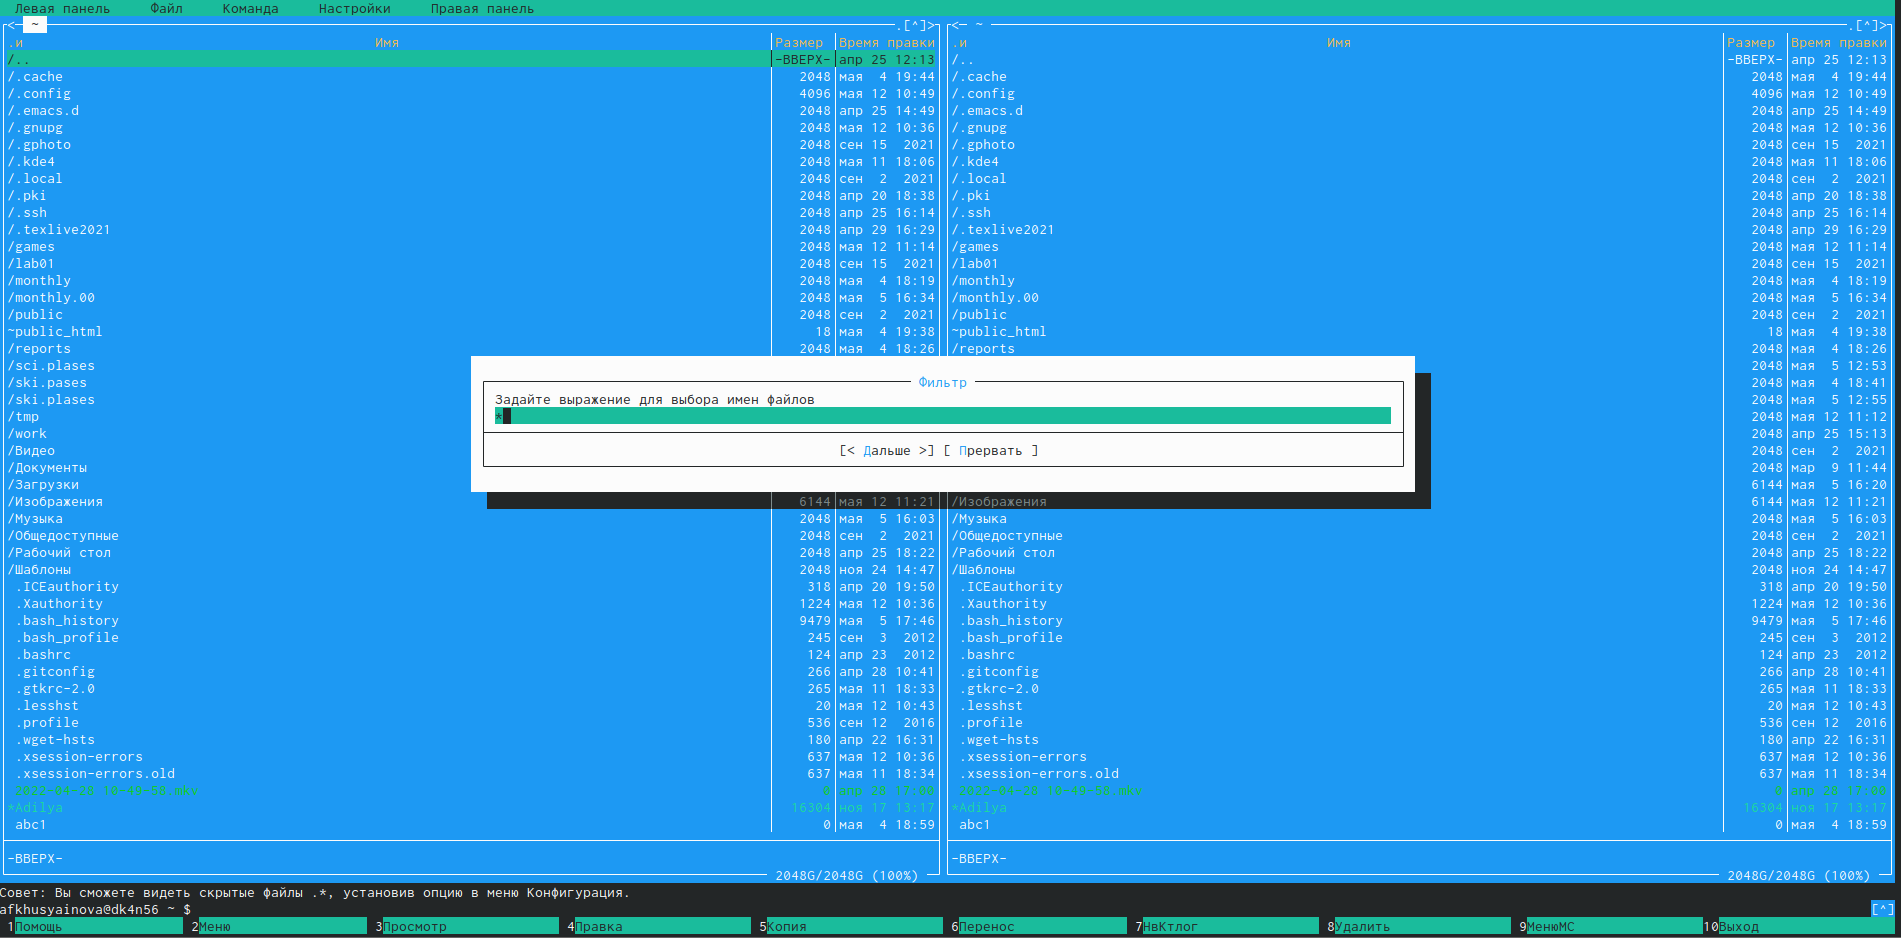 Левая панель Файл Команда Настройки Правая панель
<─ ~ .[^]> <─ ~ .[^]>
.и Имя Размер Время правки .и Имя Размер Время правки
/.. -ВВЕРХ- апр 25 12:13 /.. -ВВЕРХ- апр 25 12:13
/.cache 2048 мая 4 19:44 /.cache 2048 мая 4 19:44
/.config 4096 мая 12 10:49 /.config 4096 мая 12 10:49
/.emacs.d 2048 апр 25 14:49 /.emacs.d 2048 апр 25 14:49
/.gnupg 2048 мая 12 10:36 /.gnupg 2048 мая 12 10:36
/.gphoto 2048 сен 15 2021 /.gphoto 2048 сен 15 2021
/.kde4 2048 мая 11 18:06 /.kde4 2048 мая 11 18:06
/.local 2048 сен 2 2021 /.local 2048 сен 2 2021
/.pki 2048 апр 20 18:38 /.pki 2048 апр 20 18:38
/.ssh 2048 апр 25 16:14 /.ssh 2048 апр 25 16:14
/.texlive2021 2048 апр 29 16:29 /.texlive2021 2048 апр 29 16:29
/games 2048 мая 12 11:14 /games 2048 мая 12 11:14
/lab01 2048 сен 15 2021 /lab01 2048 сен 15 2021
/monthly 2048 мая 4 18:19 /monthly 2048 мая 4 18:19
/monthly.00 2048 мая 5 16:34 /monthly.00 2048 мая 5 16:34
/public 2048 сен 2 2021 /public 2048 сен 2 2021
~public_html 18 мая 4 19:38 ~public_html 18 мая 4 19:38
/reports 2048 мая 4 18:26 /reports 2048 мая 4 18:26
/sci.plases 2048 мая 5 12:53
/ski.pases 2048 мая 4 18:41
/ski.plases 2048 мая 5 12:55
/tmp 2048 мая 12 11:12
/work 2048 апр 25 15:13
/Видео 2048 сен 2 2021
/Документы 2048 мар 9 11:44
/Загрузки 6144 мая 5 16:20
Фильтр
Задайте выражение для выбора имен файлов
*
[< Дальше >] [ Прервать ]
/Изображения 6144 мая 12 11:21 /Изображения 6144 мая 12 11:21
/Музыка 2048 мая 5 16:03 /Музыка 2048 мая 5 16:03
/Общедоступные 2048 сен 2 2021 /Общедоступные 2048 сен 2 2021
/Рабочий стол 2048 апр 25 18:22 /Рабочий стол 2048 апр 25 18:22
/Шаблоны 2048 ноя 24 14:47 /Шаблоны 2048 ноя 24 14:47
.ICEauthority 318 апр 20 19:50 .ICEauthority 318 апр 20 19:50
.Xauthority 1224 мая 12 10:36 .Xauthority 1224 мая 12 10:36
.bash_history 9479 мая 5 17:46 .bash_history 9479 мая 5 17:46
.bash_profile 245 сен 3 2012 .bash_profile 245 сен 3 2012
.bashrc 124 апр 23 2012 .bashrc 124 апр 23 2012
.gitconfig 266 апр 28 10:41 .gitconfig 266 апр 28 10:41
.gtkrc-2.0 265 мая 11 18:33 .gtkrc-2.0 265 мая 11 18:33
.lesshst 20 мая 12 10:43 .lesshst 20 мая 12 10:43
.profile 536 сен 12 2016 .profile 536 сен 12 2016
.wget-hsts 180 апр 22 16:31 .wget-hsts 180 апр 22 16:31
.xsession-errors 637 мая 12 10:36 .xsession-errors 637 мая 12 10:36
.xsession-errors.old 637 мая 11 18:34 .xsession-errors.old 637 мая 11 18:34
0 апр 28 17:00 0 апр 28 17:00
*Adilya 16304 ноя 17 13:17 *Adilya 16304 ноя 17 13:17
abc1 0 мая 4 18:59 abc1 0 мая 4 18:59
-ВВЕРХ- -ВВЕРХ-
2048G/2048G (100%) 2048G/2048G (100%)
Совет: Вы сможете видеть скрытые файлы .*, установив опцию в меню Конфигурация.
afkhusyainova@dk4n56 ~ $ [^]
1Помощь 2Меню 3Просмотр 4Правка 5Копия 6Перенос 7НвКтлог 8Удалить 9МенюМС 10Выход